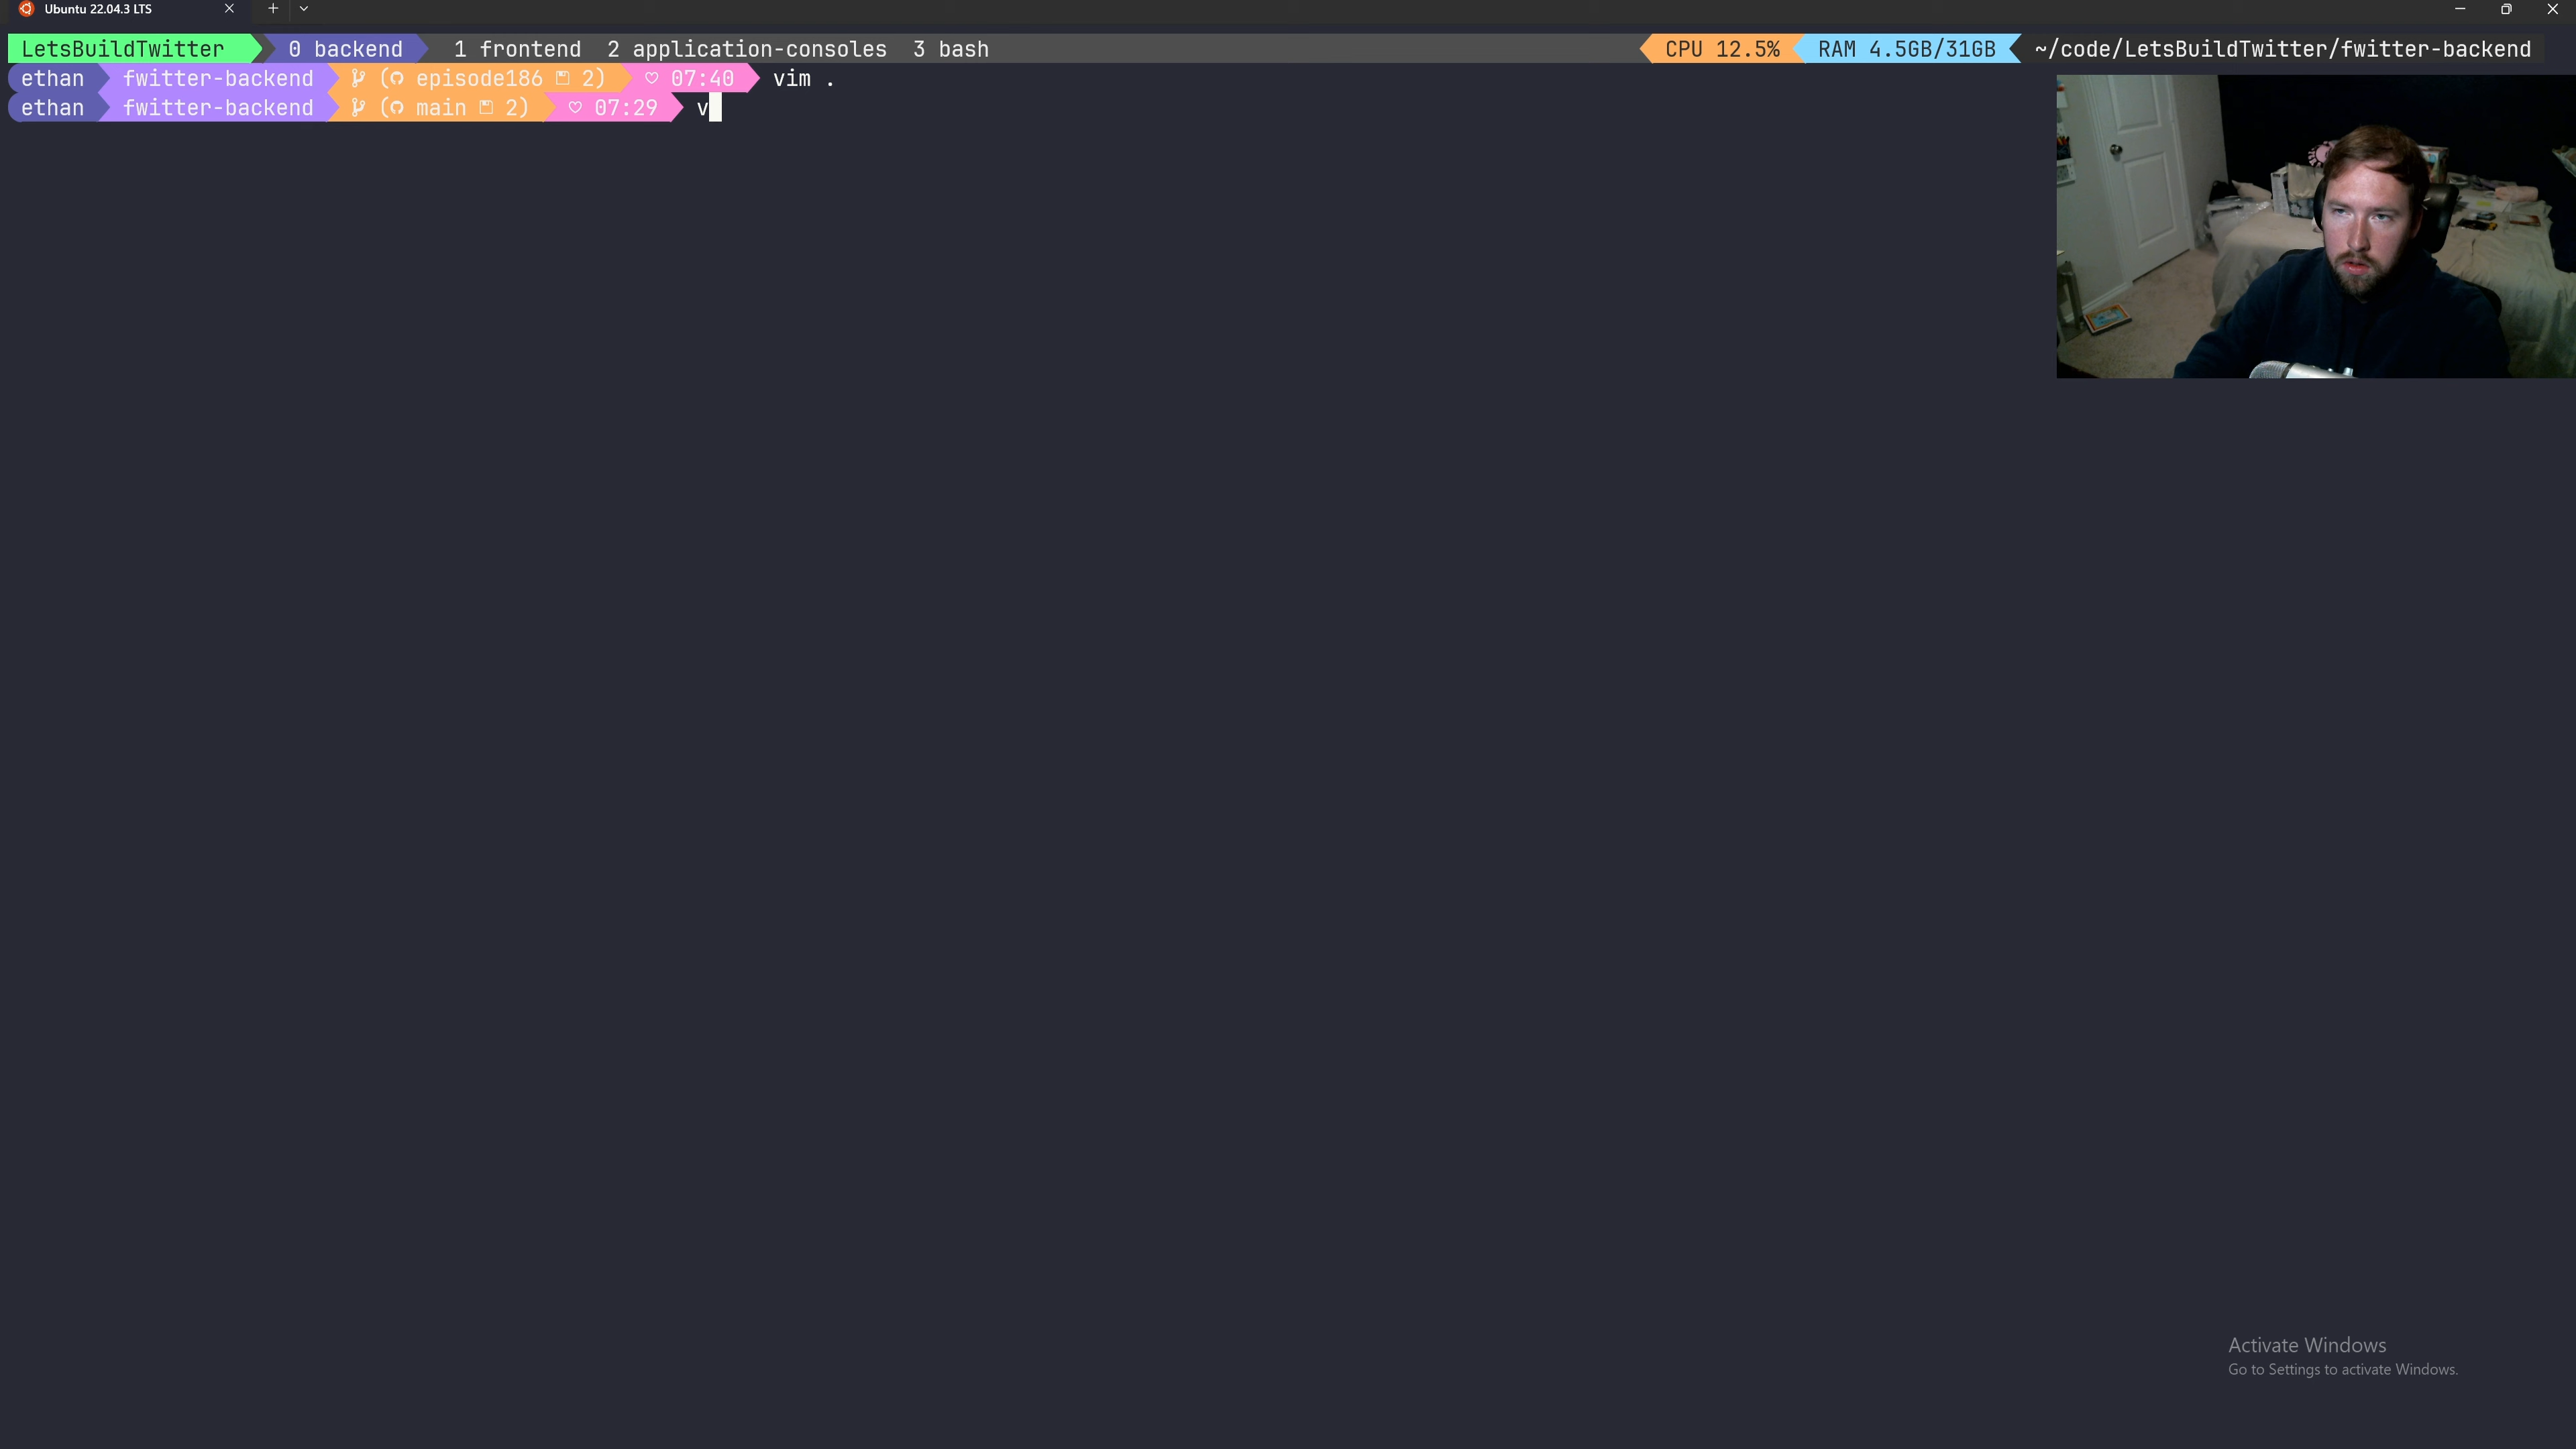 Ubuntu 22.04.3 LTS
LetsBuildTwitter 0 backend 1 frontend 2 application-consoles 3 bash CPU 12.5% RAM 4.5GB/31GB ~/code/LetsBuildTwitter/fwitter-backend
ethan fwitter-backend ( episode186 2) ♡ 07:40 vim .
ethan fwitter-backend ( main 2) ♡ 07:29 v
Activate Windows
Go to Settings to activate Windows.